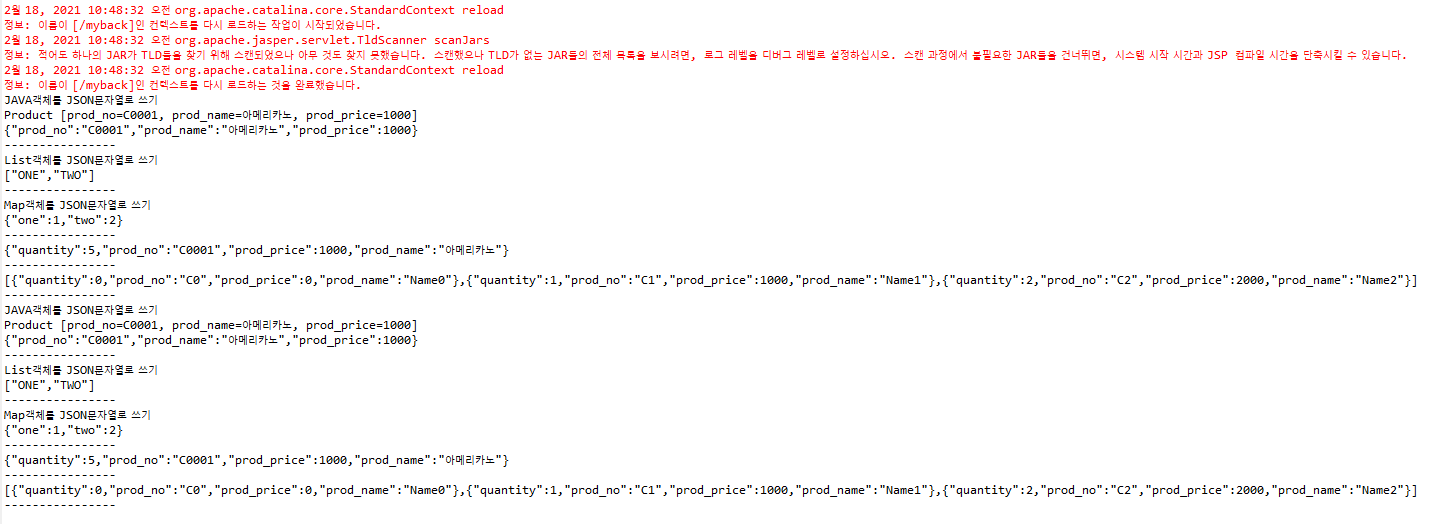 2월 18, 2021 10:48:32 오전 org.apache.catalina.core.StandardContext reload
정보: 이름이 [/myback]인 컨텍스트를 다시 로드하는 작업이 시작되었습니다.
2월 18, 2021 10:48:32 오전 org.apache.jasper.servlet.TldScanner scanJars
정보: 적어도 하나의 JAR가 TLD들을 찾기 위해 스캔되었으나 아무 것도 찾지 못했습니다. 스캔했으나 TLD가 없는 JAR들의 전체 목록을 보시려면, 로그 레벨을 디버그 레벨로 설정하십시오. 스캔 과정에서 불필요한 JAR들을 건너뛰면, 시스템 시작 시간과 JSP 컴파일 시간을 단축시킬 수 있습니다.
2월 18, 2021 10:48:32 오전 org.apache.catalina.core.StandardContext reload
정보: 이름이 [/myback]인 컨텍스트를 다시 로드하는 것을 완료했습니다.
JAVA객체를 JSON문자열로 쓰기
Product [prod_no=C0001, prod_name=아메리카노, prod_price=1000]
{"prod_no":"C0001","prod_name":"아메리카노","prod_price":1000}
----------------
List객체를 JSON문자열로 쓰기
["ONE","TWO"]
----------------
Map객체를 JSON문자열로 쓰기
{"one":1,"two":2}
----------------
{"quantity":5,"prod_no":"C0001","prod_price":1000,"prod_name":"아메리카노"}
----------------
[{"quantity":0,"prod_no":"C0","prod_price":0,"prod_name":"Name0"},{"quantity":1,"prod_no":"C1","prod_price":1000,"prod_name":"Name1"},{"quantity":2,"prod_no":"C2","prod_price":2000,"prod_name":"Name2"}]
----------------
JAVA객체를 JSON문자열로 쓰기
Product [prod_no=C0001, prod_name=아메리카노, prod_price=1000]
{"prod_no":"C0001","prod_name":"아메리카노","prod_price":1000}
----------------
List객체를 JSON문자열로 쓰기
["ONE","TWO"]
----------------
Map객체를 JSON문자열로 쓰기
{"one":1,"two":2}
----------------
{"quantity":5,"prod_no":"C0001","prod_price":1000,"prod_name":"아메리카노"}
----------------
[{"quantity":0,"prod_no":"C0","prod_price":0,"prod_name":"Name0"},{"quantity":1,"prod_no":"C1","prod_price":1000,"prod_name":"Name1"},{"quantity":2,"prod_no":"C2","prod_price":2000,"prod_name":"Name2"}]
----------------